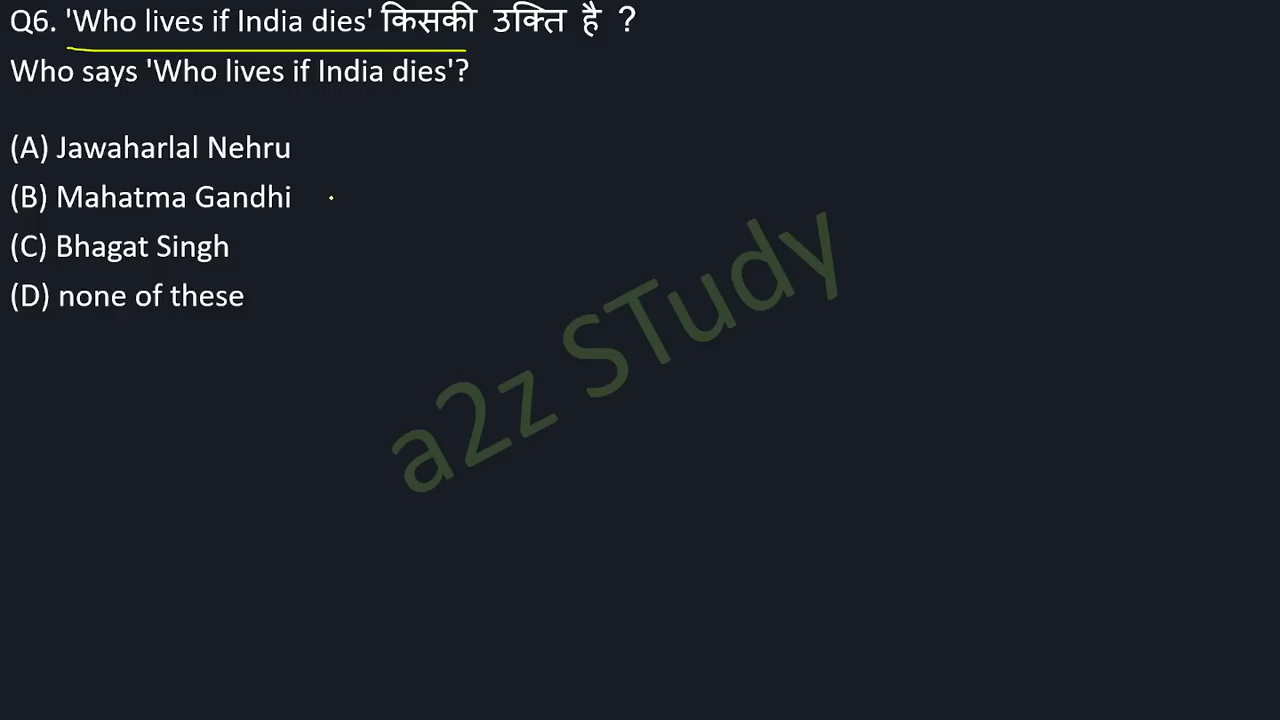 Q6. 'Who lives if India dies' किसकी उक्ति है ?
Who says 'Who lives if India dies'?
(A) Jawaharlal Nehru
(B) Mahatma Gandhi
(C) Bhagat Singh
(D) none of these
a2z STudy